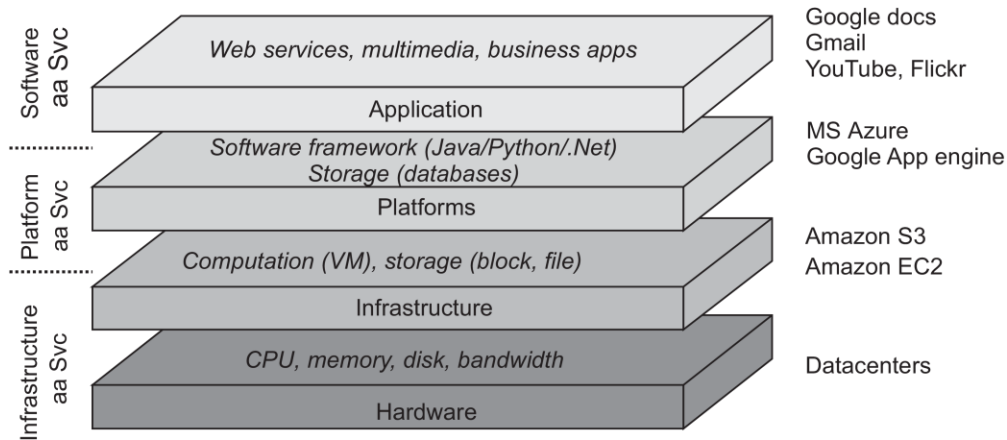 Software
aa Svc
Platform
aa Svc
Infrastructure
aa Svc
Web services, multimedia, business apps
Application
Software framework (Java/Python/.Net)
Storage (databases)
Platforms
Computation (VM), storage (block, file)
Infrastructure
CPU, memory, disk, bandwidth
Hardware
Google docs
Gmail
YouTube, Flickr
MS Azure
Google App engine
Amazon S3
Amazon EC2
Datacenters